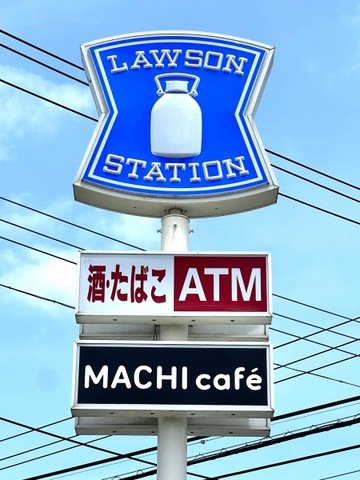 LAWSON
STATION
酒・たばこ ATM
MACHI café